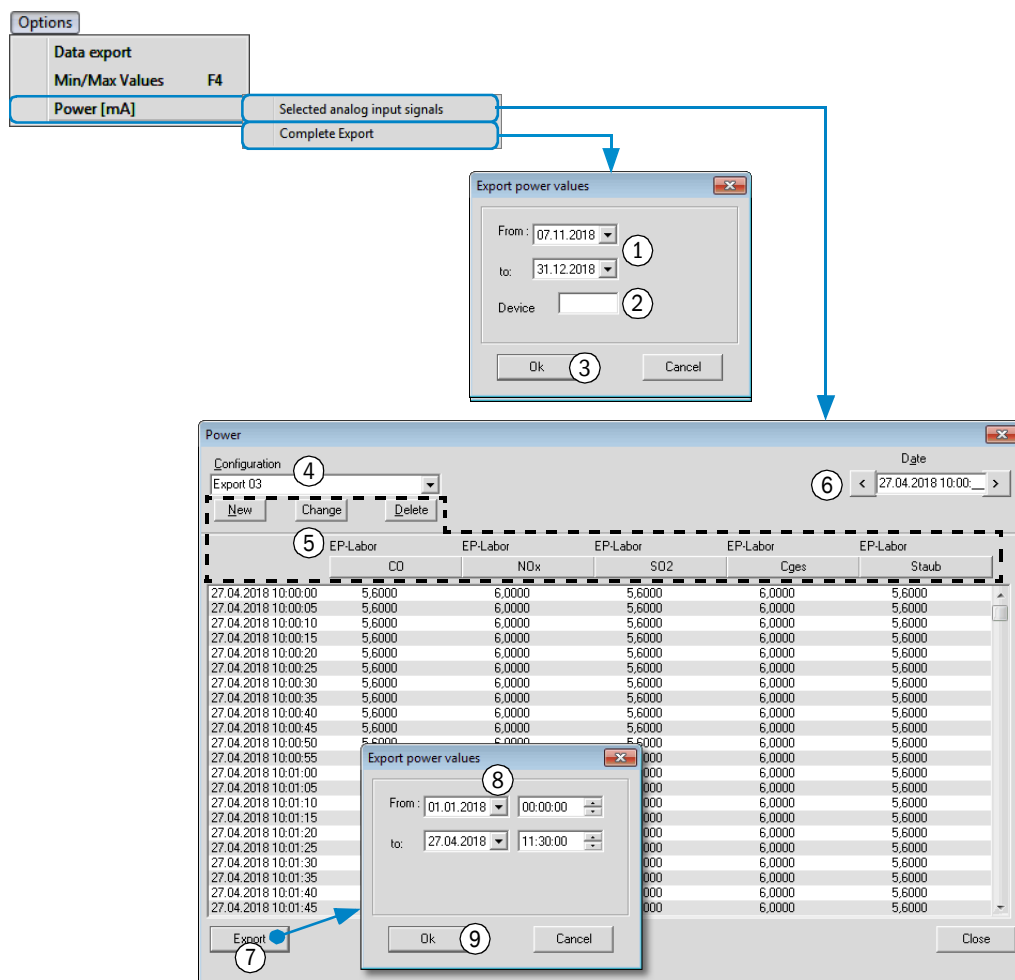 Options
Data export
Min/Max Values F4
Power [mA]
Selected analog input signals
Complete Export
Export power values
From : 07.11.2018
1
to: 31.12.2018
Device
2
Ok
3
Cancel
Power
Configuration
4
Export 03
Date
6
< 27.04.2018 10:00:__ >
New Change Delete
5
EP-Labor EP-Labor EP-Labor EP-Labor EP-Labor
CO NOx SO2 Cges Staub
27.04.2018 10:00:00 5,6000 6,0000 5,6000 6,0000 5,6000
27.04.2018 10:00:05 5,6000 6,0000 5,6000 6,0000 5,6000
27.04.2018 10:00:10 5,6000 6,0000 5,6000 6,0000 5,6000
27.04.2018 10:00:15 5,6000 6,0000 5,6000 6,0000 5,6000
27.04.2018 10:00:20 5,6000 6,0000 5,6000 6,0000 5,6000
27.04.2018 10:00:25 5,6000 6,0000 5,6000 6,0000 5,6000
27.04.2018 10:00:30 5,6000 6,0000 5,6000 6,0000 5,6000
27.04.2018 10:00:35 5,6000 6,0000 5,6000 6,0000 5,6000
27.04.2018 10:00:40 5,6000 6,0000 5,6000 6,0000 5,6000
27.04.2018 10:00:45 5,6000 6,0000 5,6000 6,0000 5,6000
27.04.2018 10:00:50 5,6000 6,0000 5,6000 6,0000 5,6000
27.04.2018 10:00:55 000 6,0000 5,6000
27.04.2018 10:01:00 000 6,0000 5,6000
27.04.2018 10:01:05 000 6,0000 5,6000
27.04.2018 10:01:10 000 6,0000 5,6000
27.04.2018 10:01:15 000 6,0000 5,6000
27.04.2018 10:01:20 000 6,0000 5,6000
27.04.2018 10:01:25 000 6,0000 5,6000
27.04.2018 10:01:30 000 6,0000 5,6000
27.04.2018 10:01:35 000 6,0000 5,6000
27.04.2018 10:01:40 000 6,0000 5,6000
27.04.2018 10:01:45 000 6,0000 5,6000
Export power values
8
From : 01.01.2018 00:00:00
to: 27.04.2018 11:30:00
Ok
9
Cancel
Export
7
Close